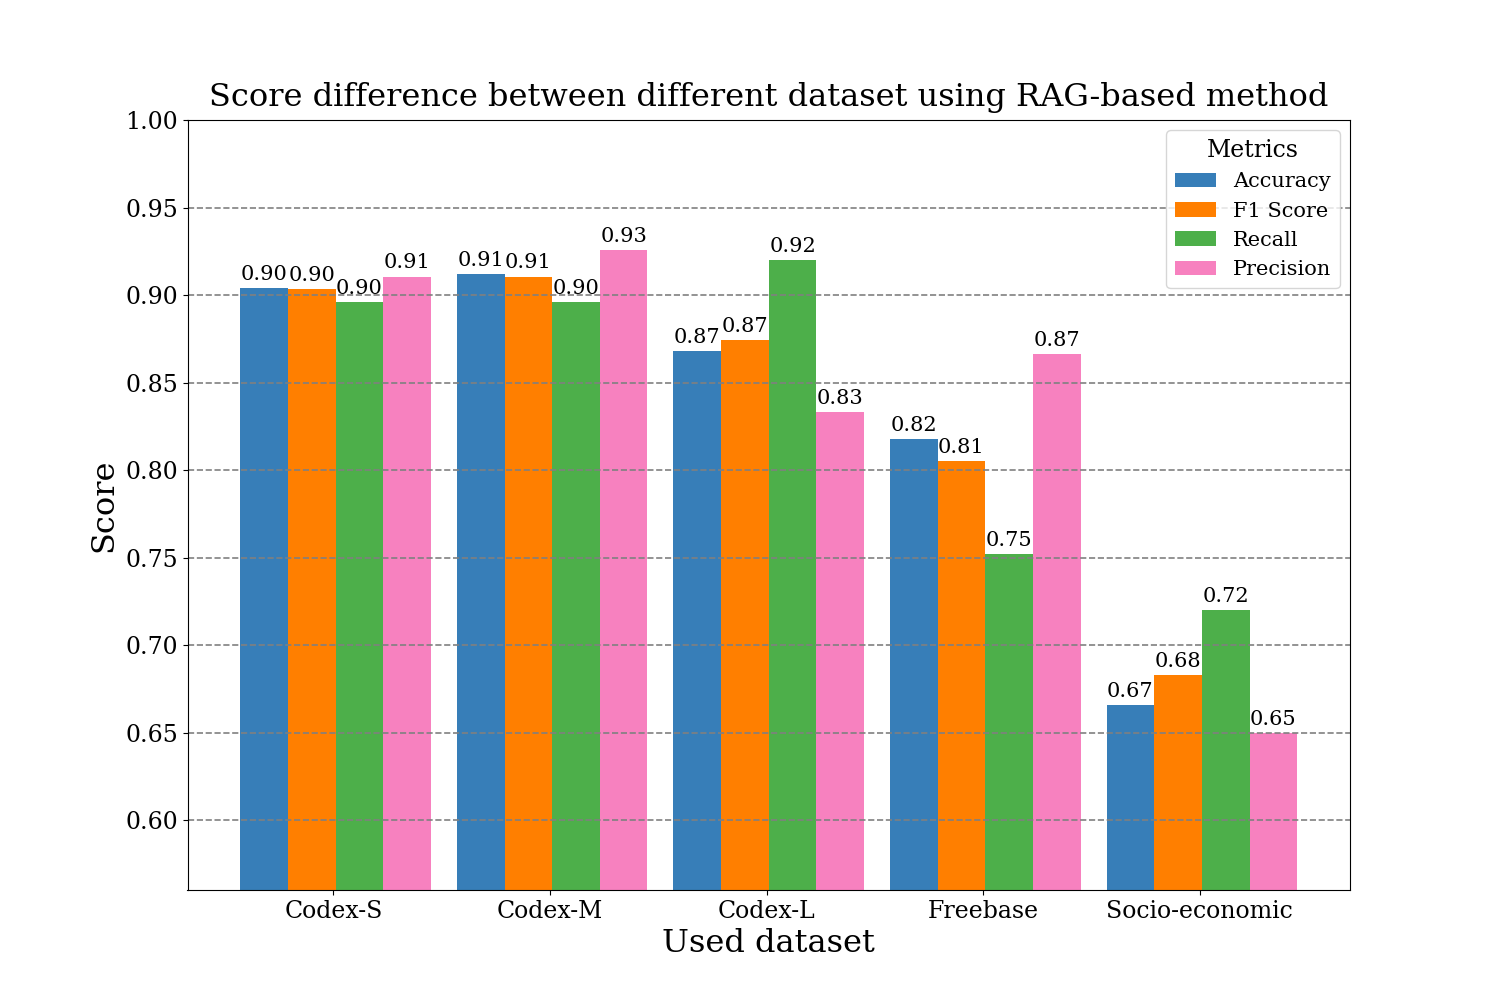 Score difference between different dataset using RAG-based method
1.00
0.95
0.90
0.85
0.80
0.75
0.70
0.65
0.60
Score
Metrics
Accuracy
F1 Score
Recall
Precision
0.90 0.90 0.90 0.91
0.91 0.91 0.90 0.93
0.87 0.87 0.92 0.83
0.82 0.81 0.75 0.87
0.67 0.68 0.72 0.65
Codex-S Codex-M Codex-L Freebase Socio-economic
Used dataset